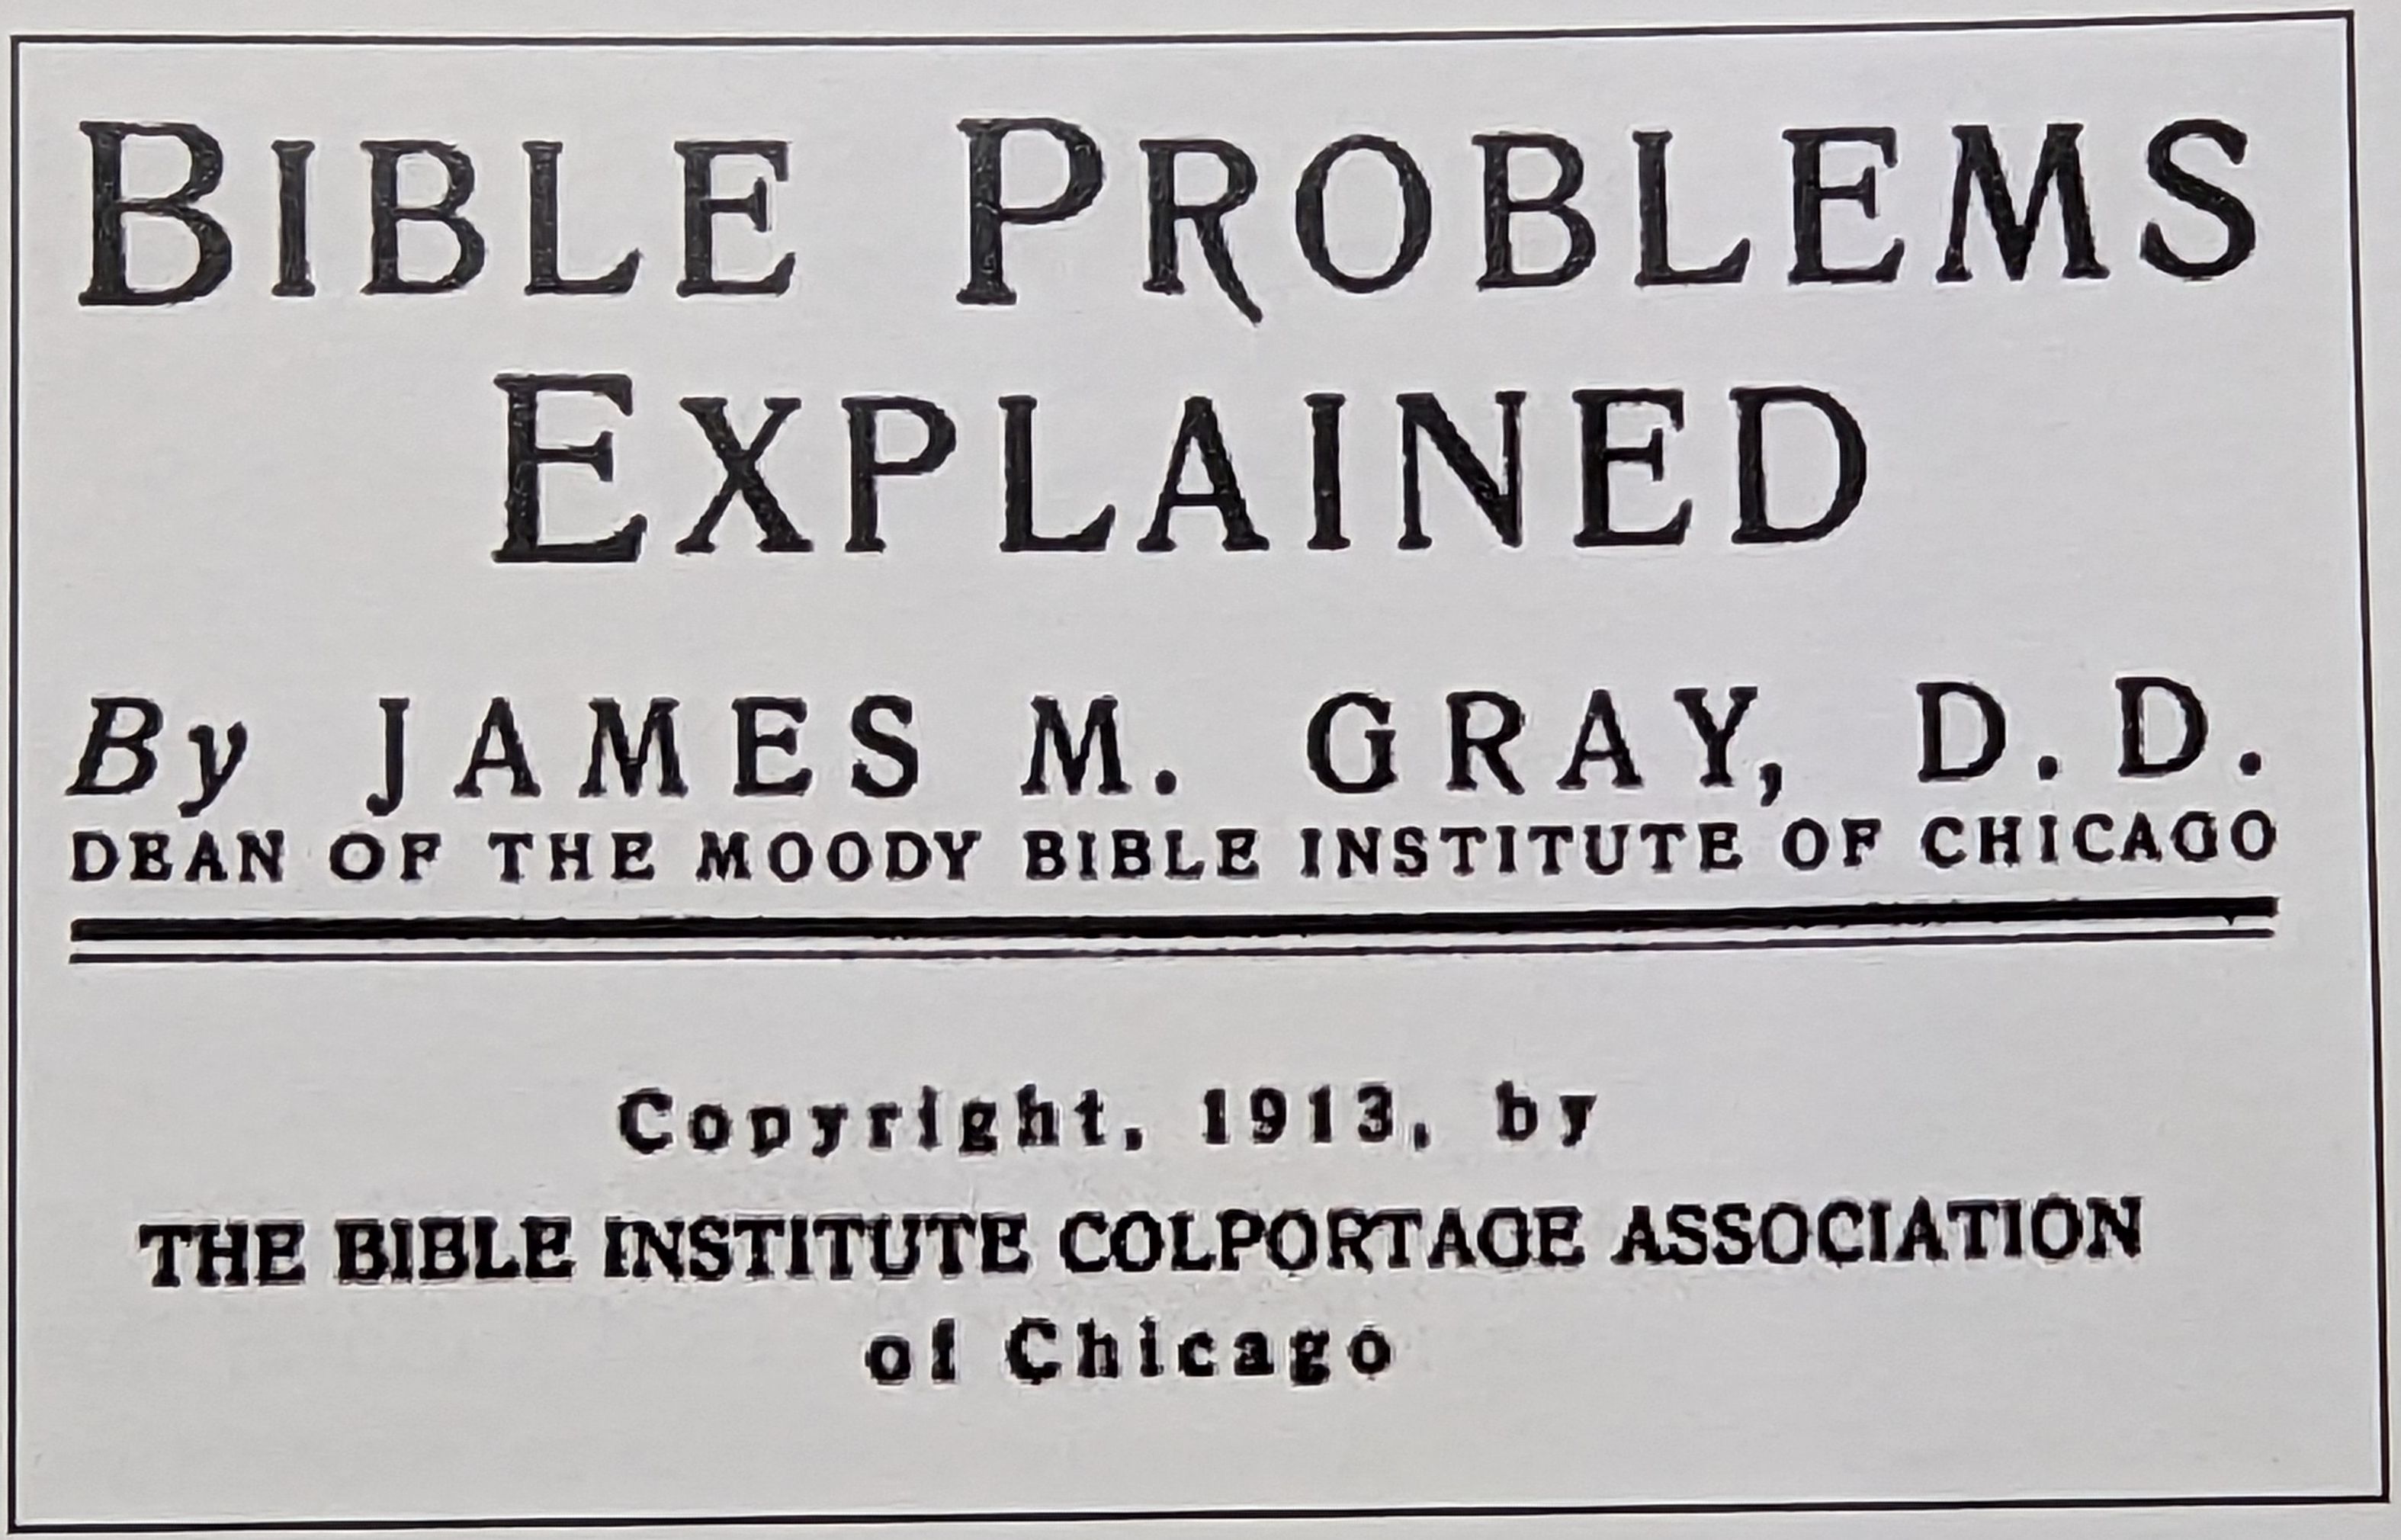 BIBLE PROBLEMS
EXPLAINED
By JAMES M. GRAY, D. D.
DEAN OF THE MOODY BIBLE INSTITUTE OF CHICAGO
Copyright, 1913, by
THE BIBLE INSTITUTE COLPORTAGE ASSOCIATION
of Chicago